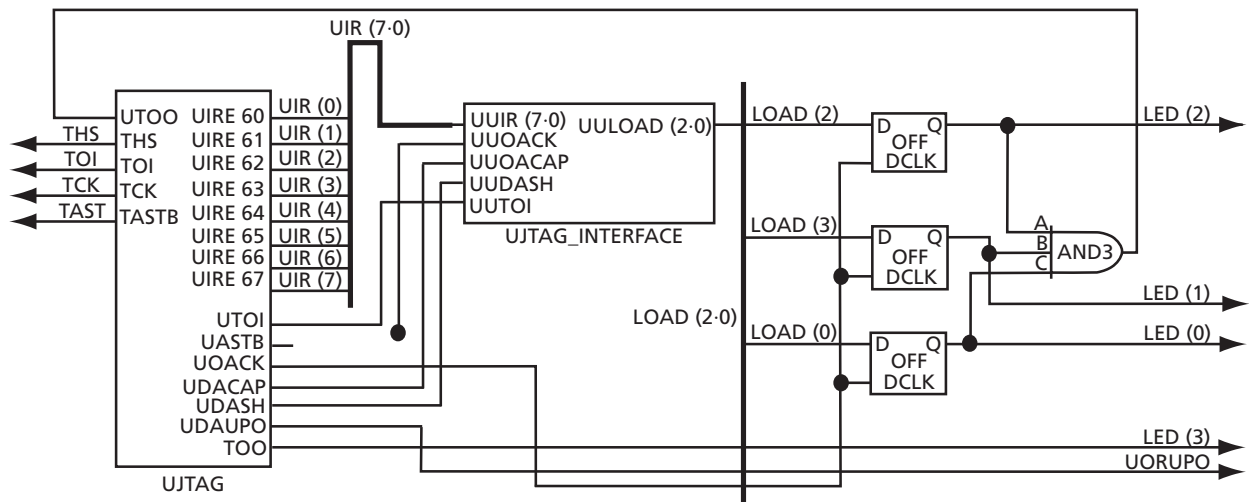 UIR (7·0)
UTOO
THS
THS
TOI
TOI
TCK
TCK
TAST
TASTB
UIRE 60
UIR (0)
UIRE 61
UIR (1)
UIRE 62
UIR (2)
UIRE 63
UIR (3)
UIRE 64
UIR (4)
UIRE 65
UIR (5)
UIRE 66
UIR (6)
UIRE 67
UIR (7)
UTOI
UASTB
UOACK
UDACAP
UDASH
UDAUPO
TOO
UJTAG
UUIR (7·0)
UULOAD (2·0)
UUOACK
UUOACAP
UUDASH
UUTOI
UJTAG_INTERFACE
LOAD (2)
D Q
OFF
DCLK
LED (2)
LOAD (3)
D Q
OFF
DCLK
A
B
C
AND3
LED (1)
LOAD (2·0)
LOAD (0)
D Q
OFF
DCLK
LED (0)
LED (3)
UORUPO